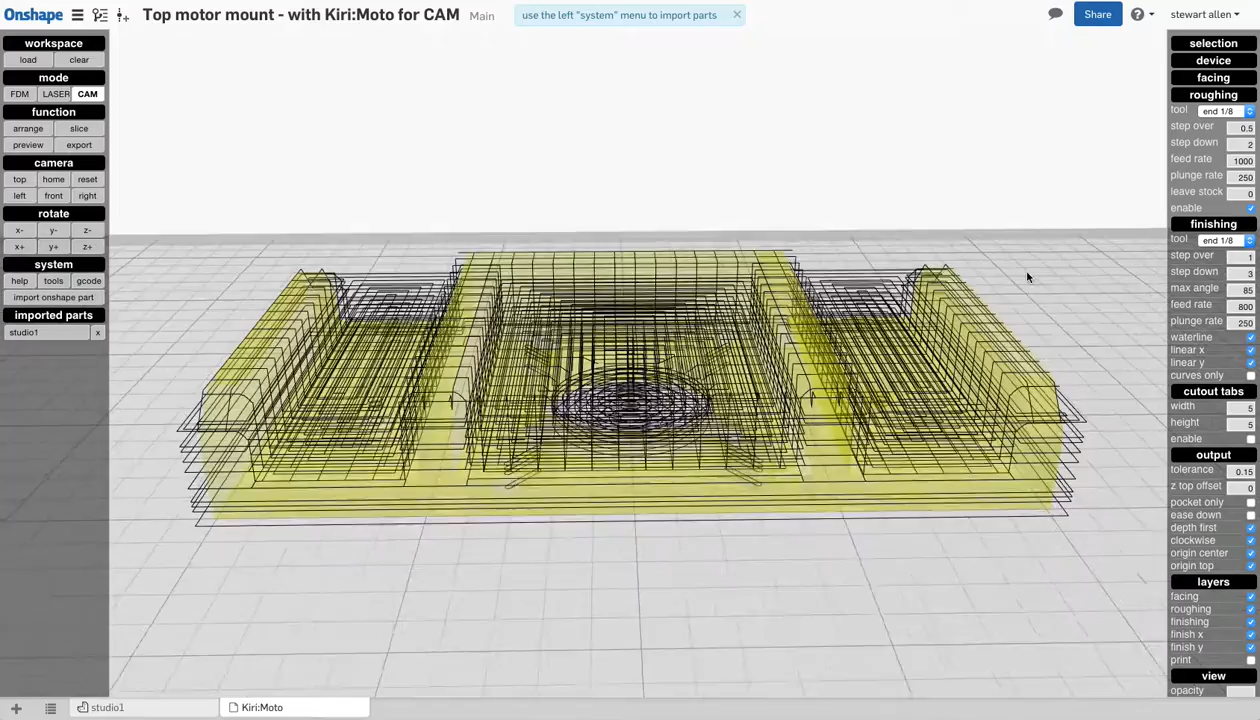 Onshape Top motor mount - with Kiri:Moto for CAM Main use the left "system" menu to import parts × Share stewart allen
workspace
load clear
mode
FDM LASER CAM
function
arrange slice
preview export
camera
top home reset
left front right
rotate
x- y- z-
x+ y+ z+
system
help tools gcode
import onshape part
imported parts
studio1 x
selection
device
facing
roughing
tool end 1/8
step over 0.5
step down 2
feed rate 1000
plunge rate 250
leave stock 0
enable
finishing
tool end 1/8
step over 1
step down 3
max angle 85
feed rate 800
plunge rate 250
waterline
linear x
linear y
curves only
cutout tabs
width 5
height 5
enable
output
tolerance 0.15
z top offset 0
pocket only
ease down
depth first
clockwise
origin center
origin top
layers
facing
roughing
finishing
finish x
finish y
print
view
opacity
studio1 Kiri:Moto